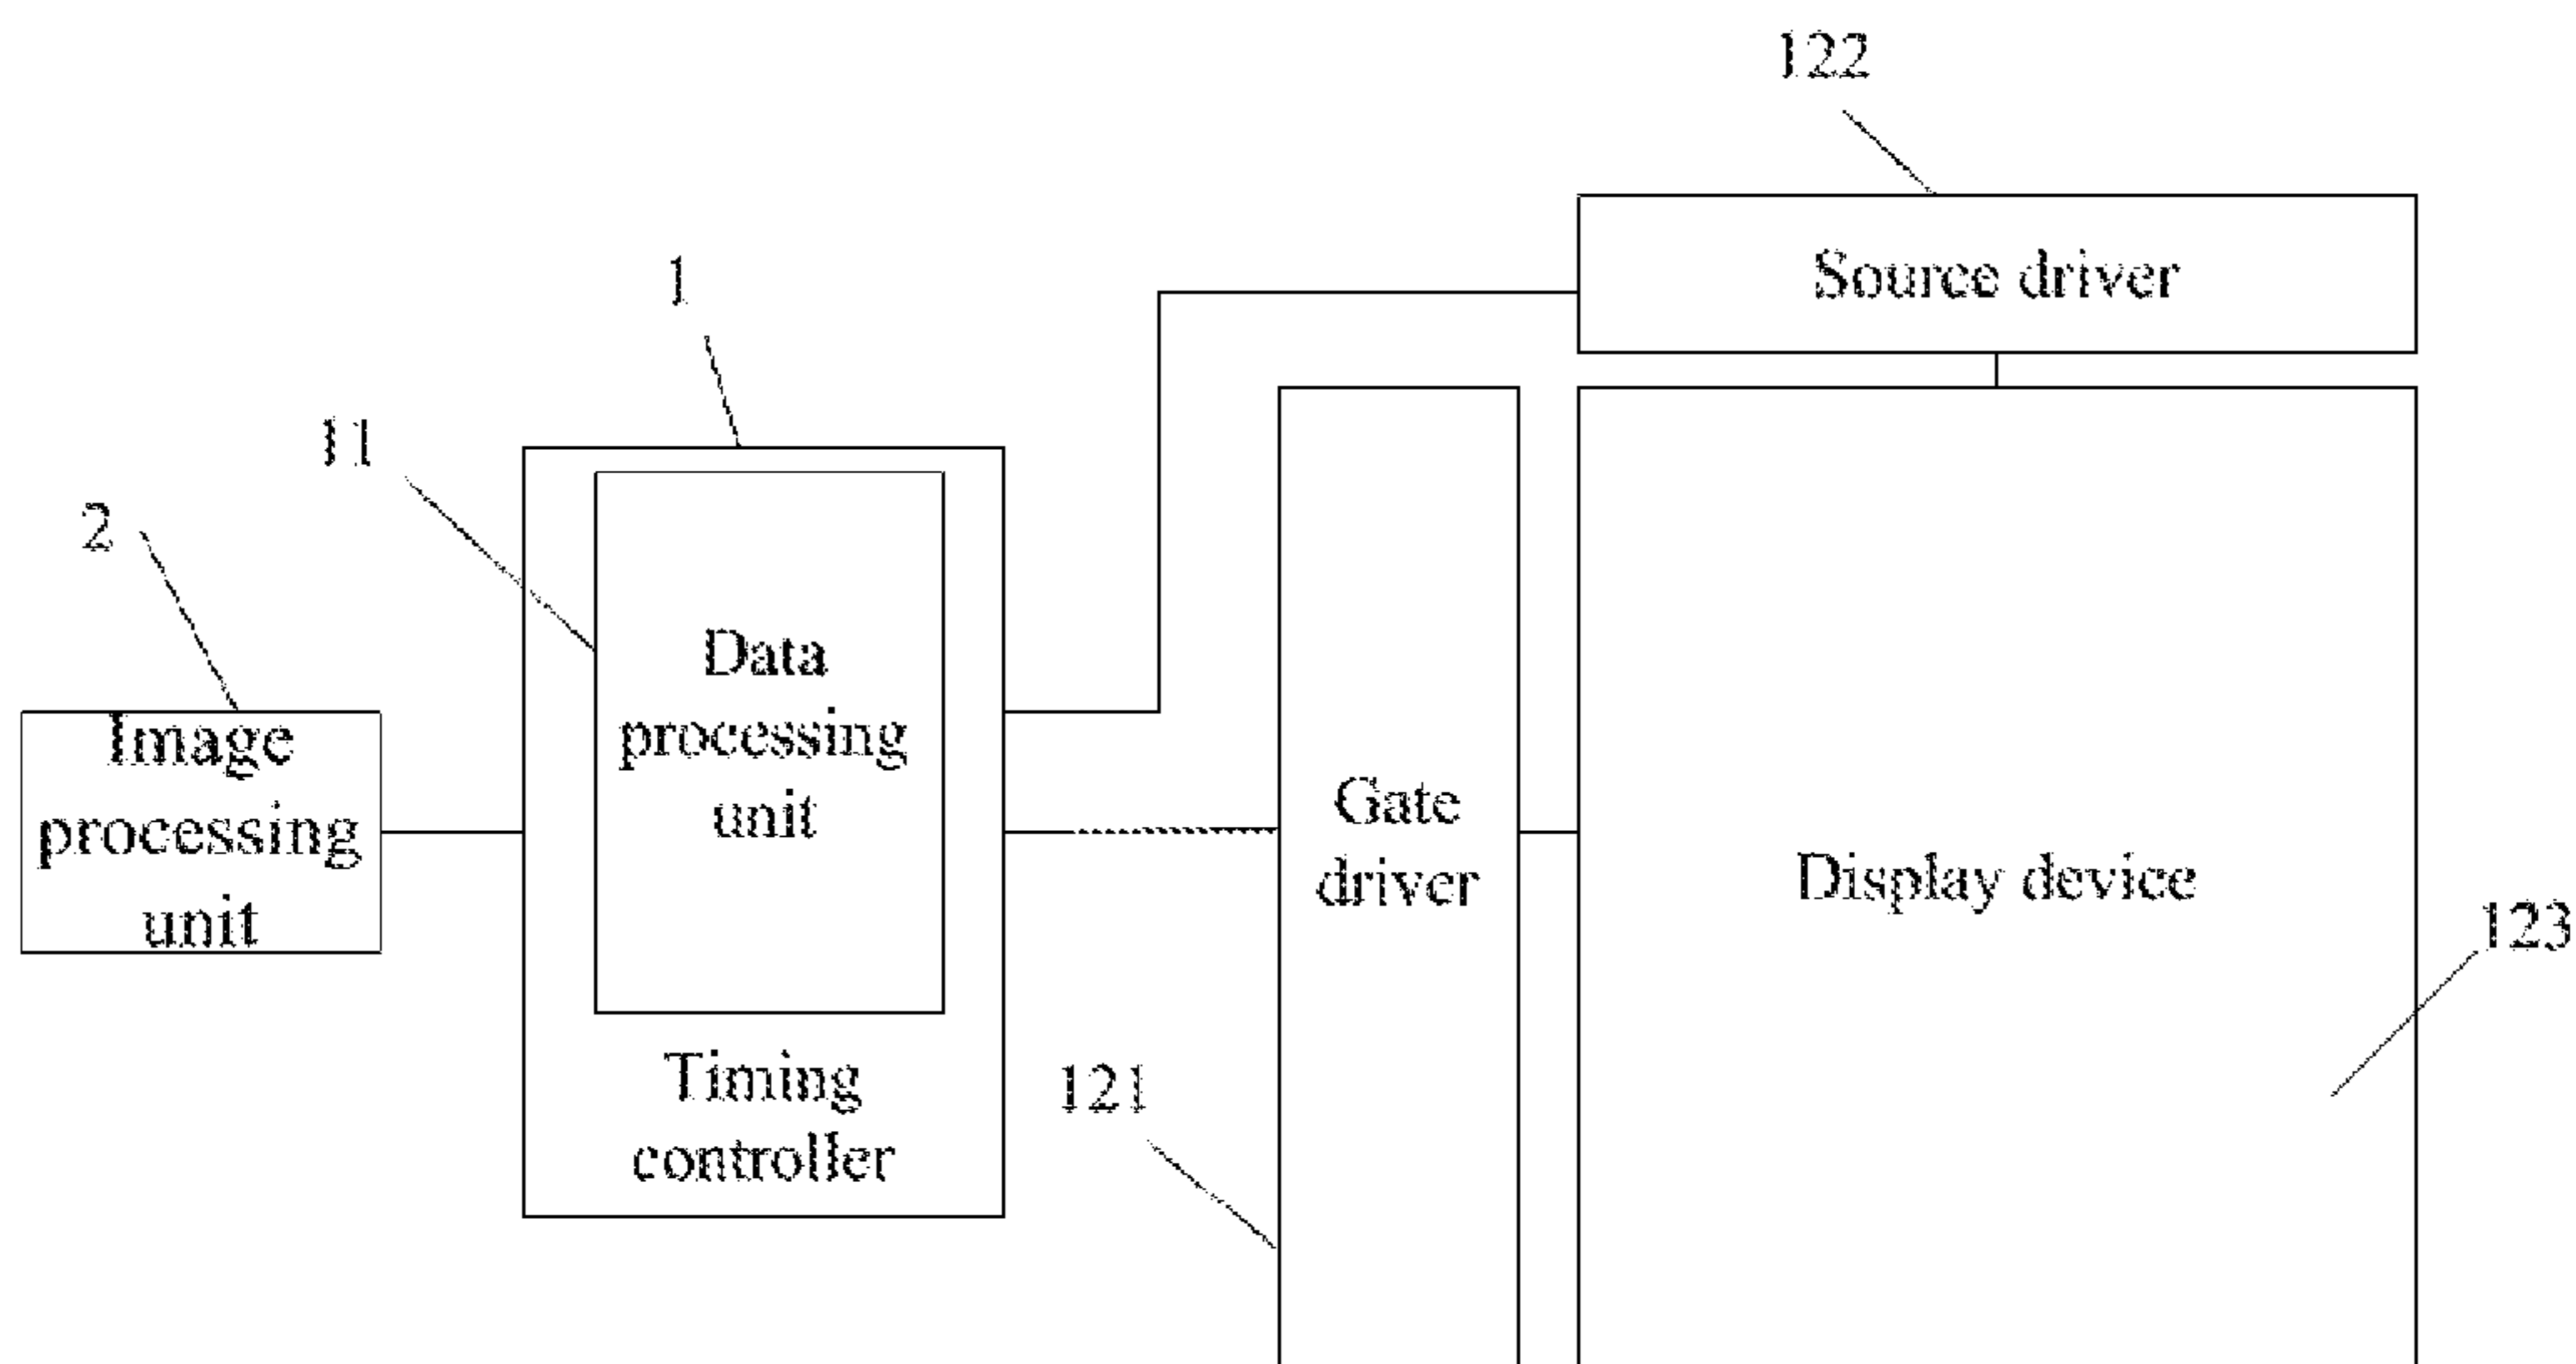 122
Source driver
1
11
2
Data
processing
unit
Image
processing
unit
Gate
driver
Display device
123
Timing
controller
121